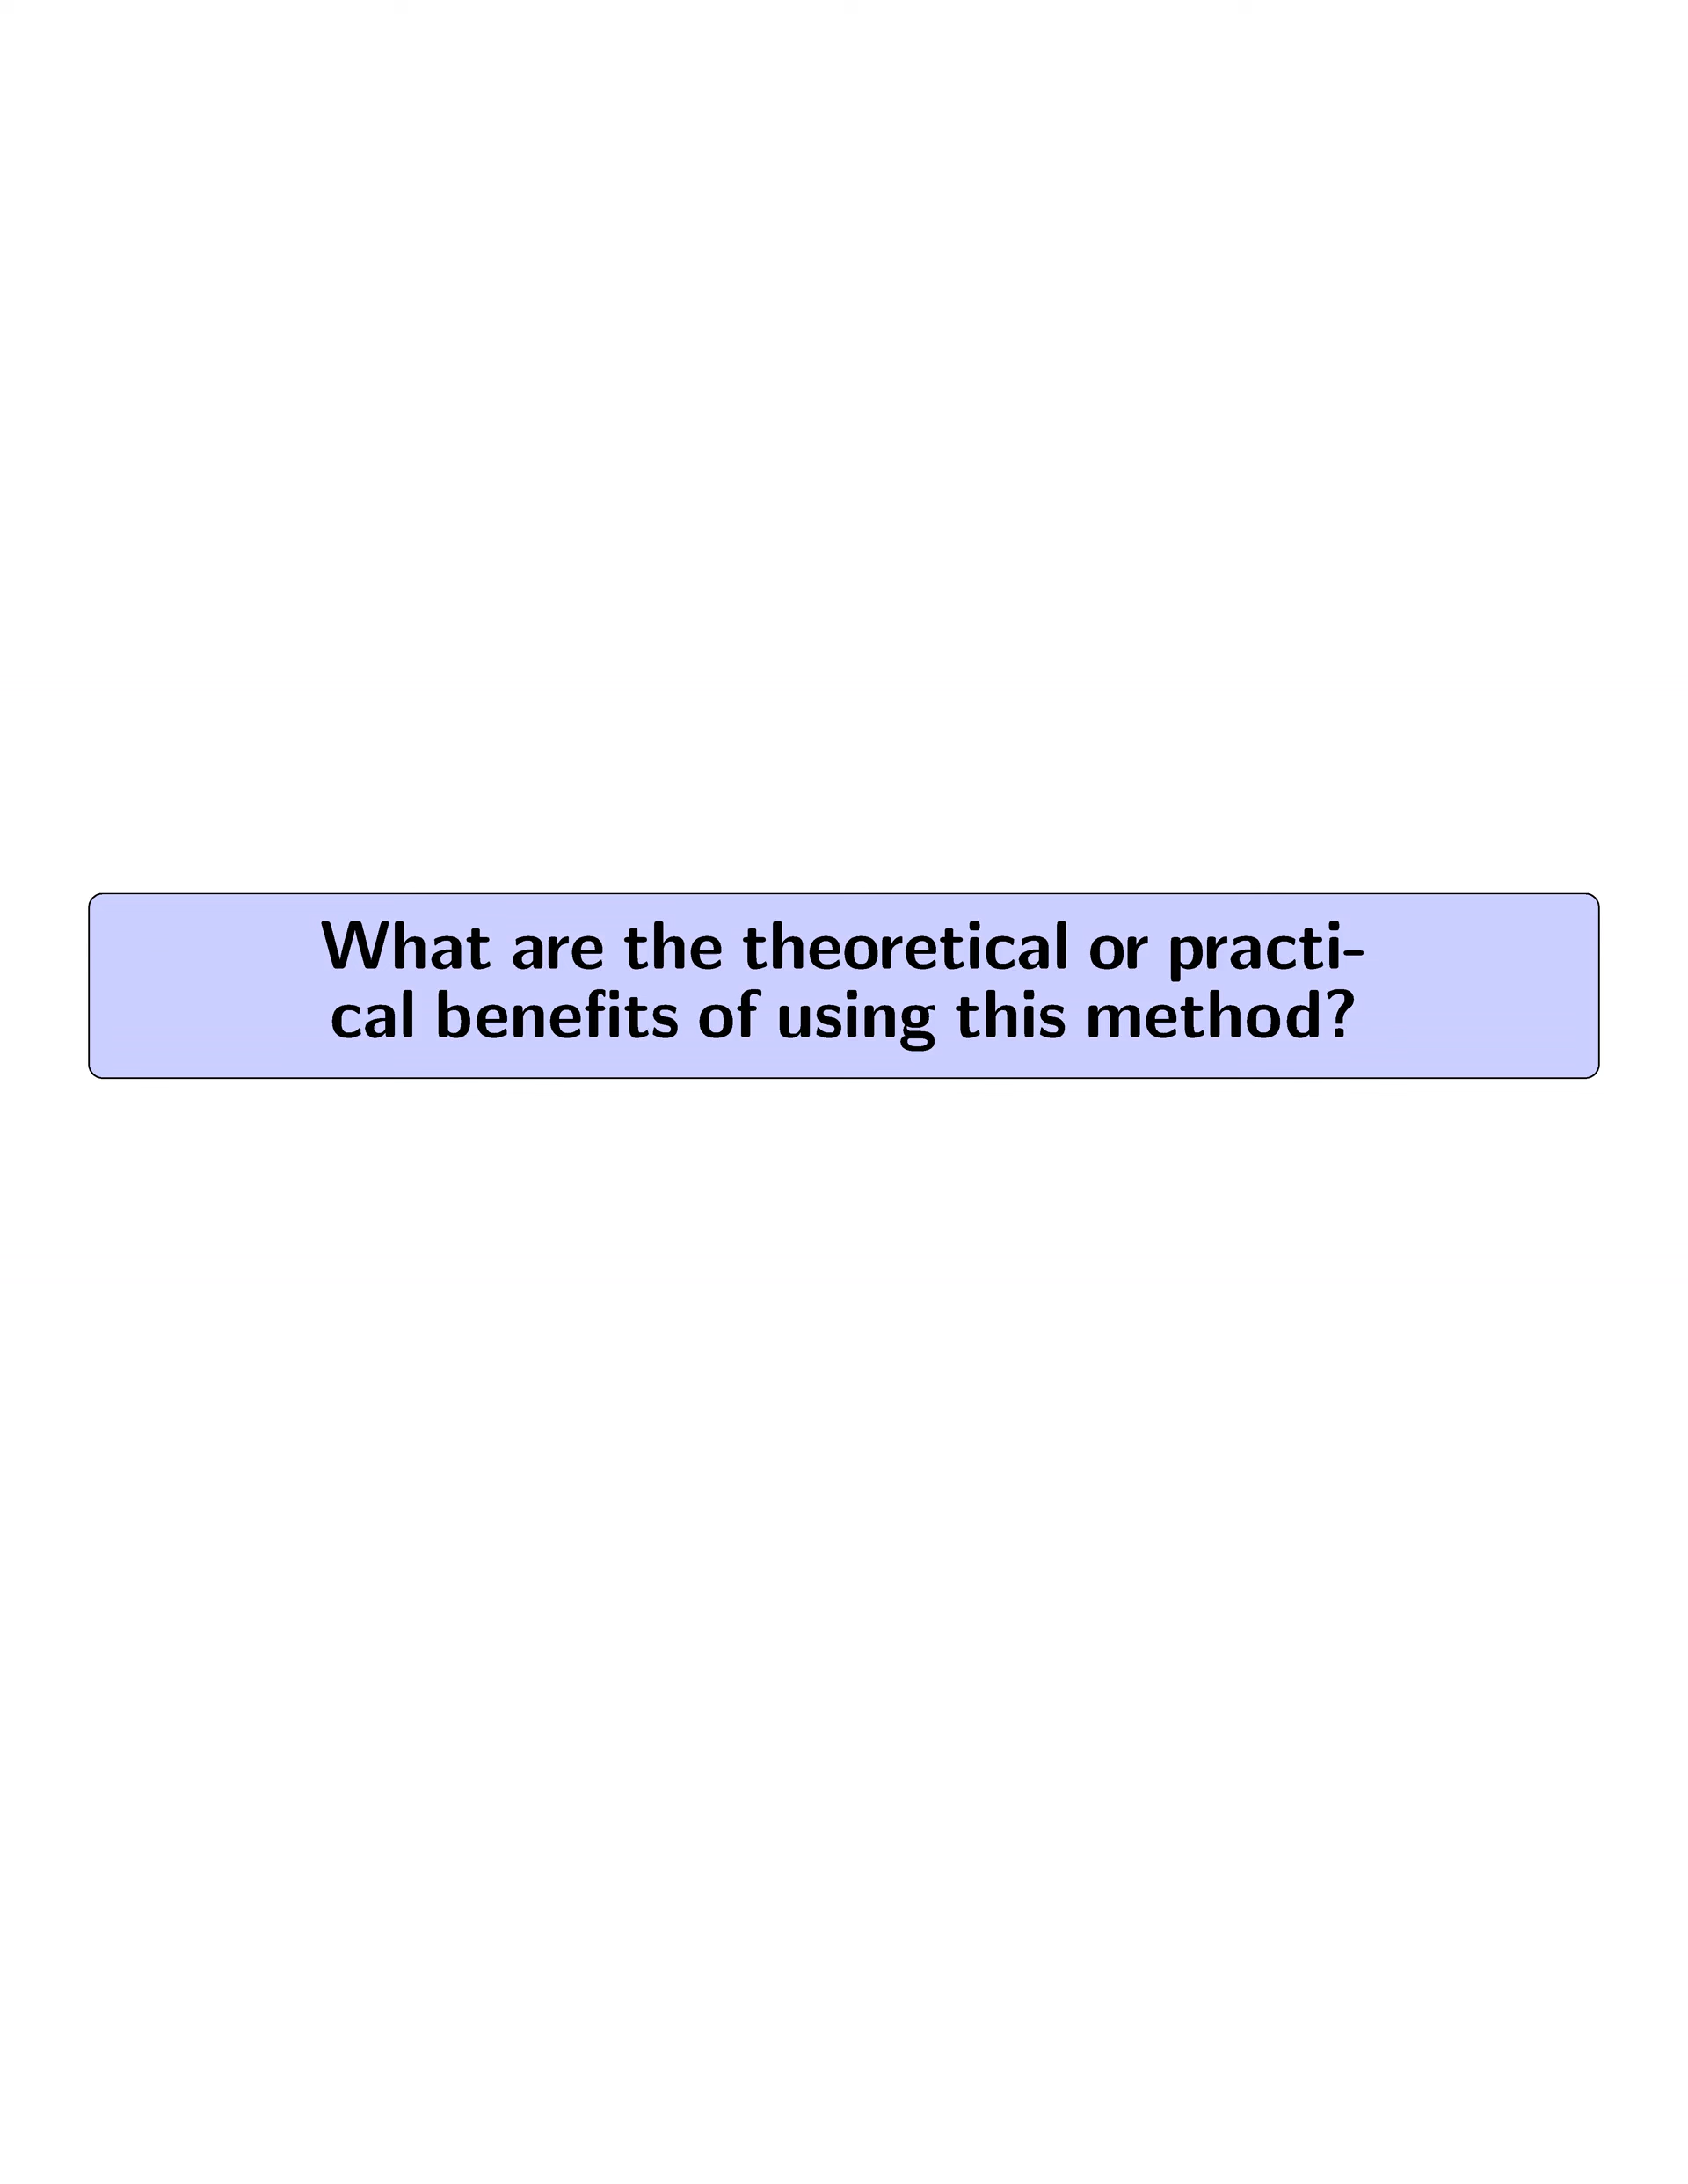 What are the theoretical or practi-
cal benefits of using this method?